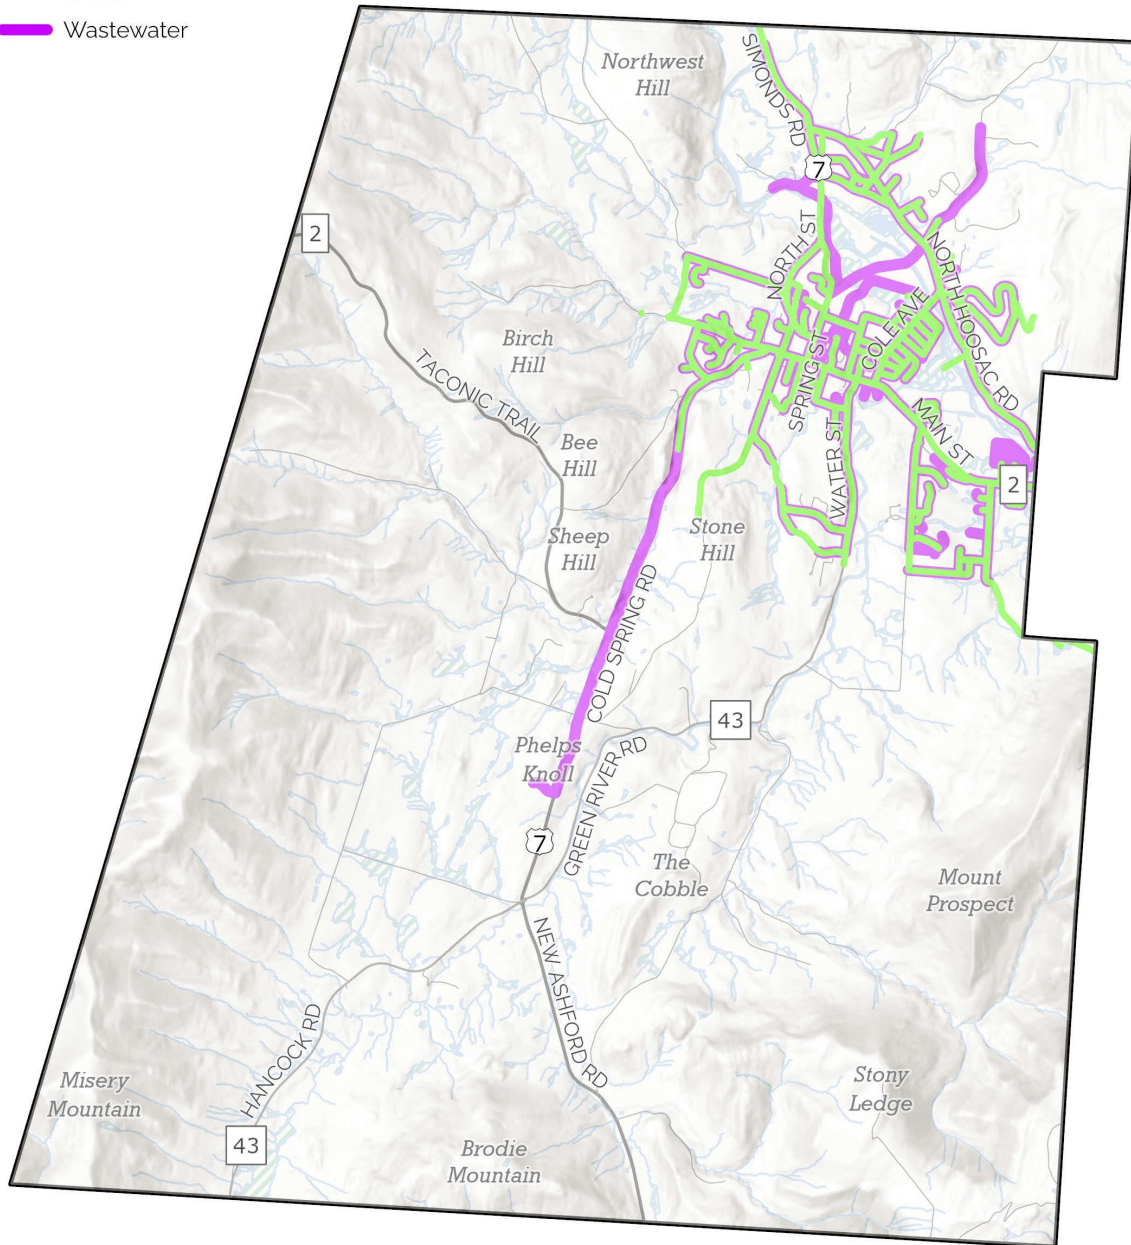 Wastewater
Northwest
Hill
SIMONDS RD
7
2
NORTH ST
NORTH HOOSAC RD
Birch
Hill
COLE AVE
TACONIC TRAIL
SPRING ST
MAIN ST
Bee
Hill
WATER ST
2
Stone
Hill
Sheep
Hill
COLD SPRING RD
43
Phelps
Knoll
GREEN RIVER RD
7
The
Cobble
Mount
Prospect
NEW ASHFORD RD
HANCOCK RD
Misery
Mountain
Stony
Ledge
43
Brodie
Mountain